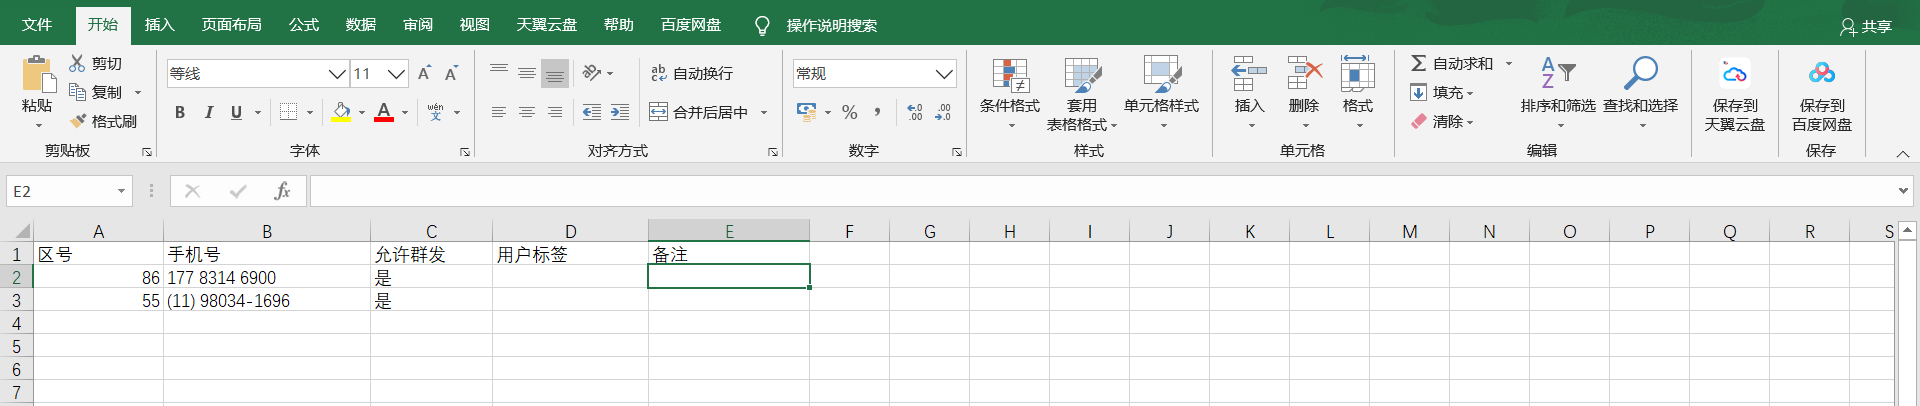 文件 开始 插入 页面布局 公式 数据 审阅 视图 天翼云盘 帮助 百度网盘 操作说明搜索 共享
剪切 等线 11 A A ab 自动换行 常规 自动求和
粘贴 复制 条件格式 套用 单元格样式 插入 删除 格式 填充 排序和筛选 查找和选择 保存到 保存到
格式刷 B I U A wén 文 合并后居中 % , .00 .00 表格格式 清除 天翼云盘 百度网盘
剪贴板 字体 对齐方式 数字 样式 单元格 编辑 保存
E2 fx
A B C D E F G H I J K L M N O P Q R S
1 区号 手机号 允许群发 用户标签 备注
2 86 177 8314 6900 是
3 55 (11) 98034-1696 是
4
5
6
7